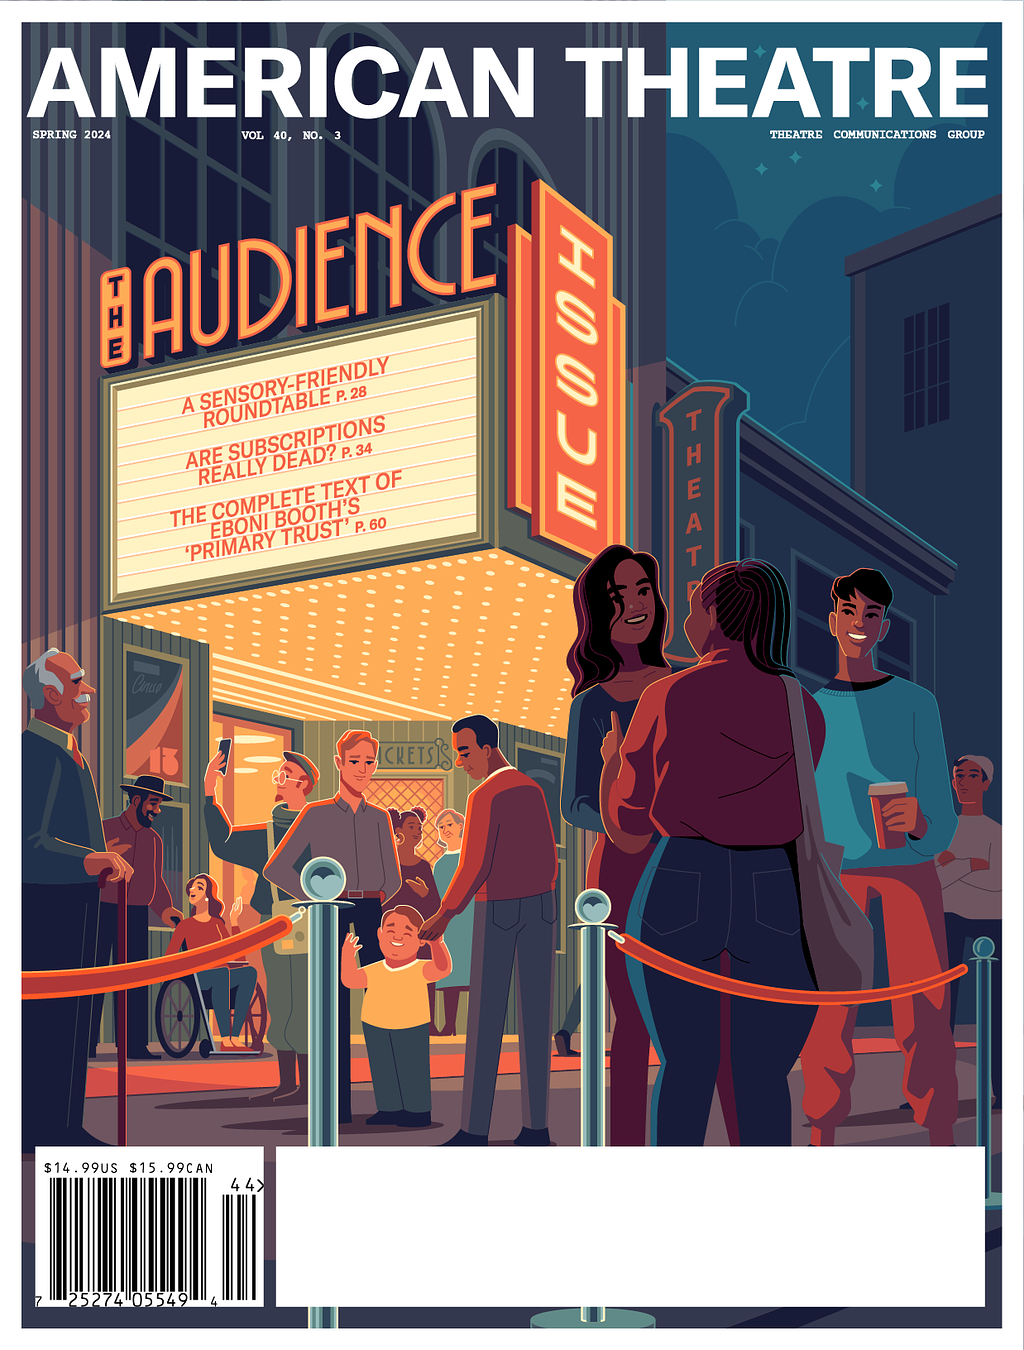 AMERICAN THEATRE
SPRING 2024 VOL 40, NO. 3 THEATRE COMMUNICATIONS GROUP
THE AUDIENCE
ISSUE
A SENSORY-FRIENDLY
ROUNDTABLE P. 28
ARE SUBSCRIPTIONS
REALLY DEAD? P. 34
THE COMPLETE TEXT OF
EBONI BOOTH'S
'PRIMARY TRUST' P. 60
THEATR
ICKETS
13
$14.99US $15.99CAN
44>
7 25274 05549 4